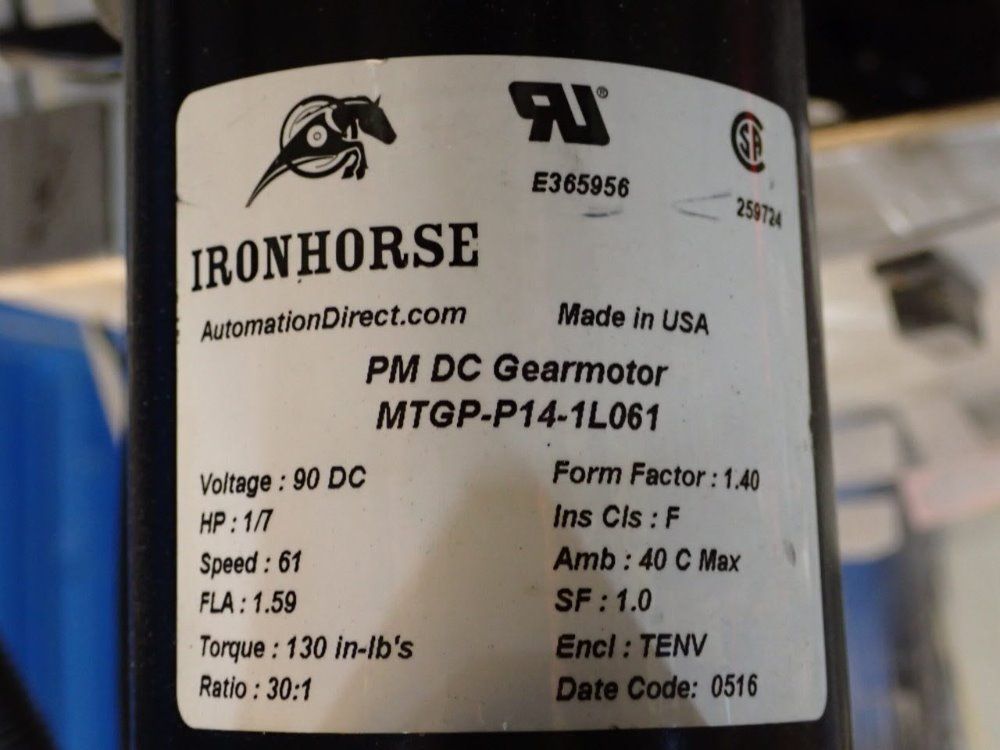 RU®
E365956
SA
259724
IRONHORSE
AutomationDirect.com
Made in USA
PM DC Gearmotor
MTGP-P14-1L061
Voltage : 90 DC
HP : 1/7
Speed : 61
FLA : 1.59
Torque : 130 in-lb's
Ratio : 30:1
Form Factor : 1.40
Ins Cls : F
Amb : 40 C Max
SF : 1.0
Encl : TENV
Date Code: 0516